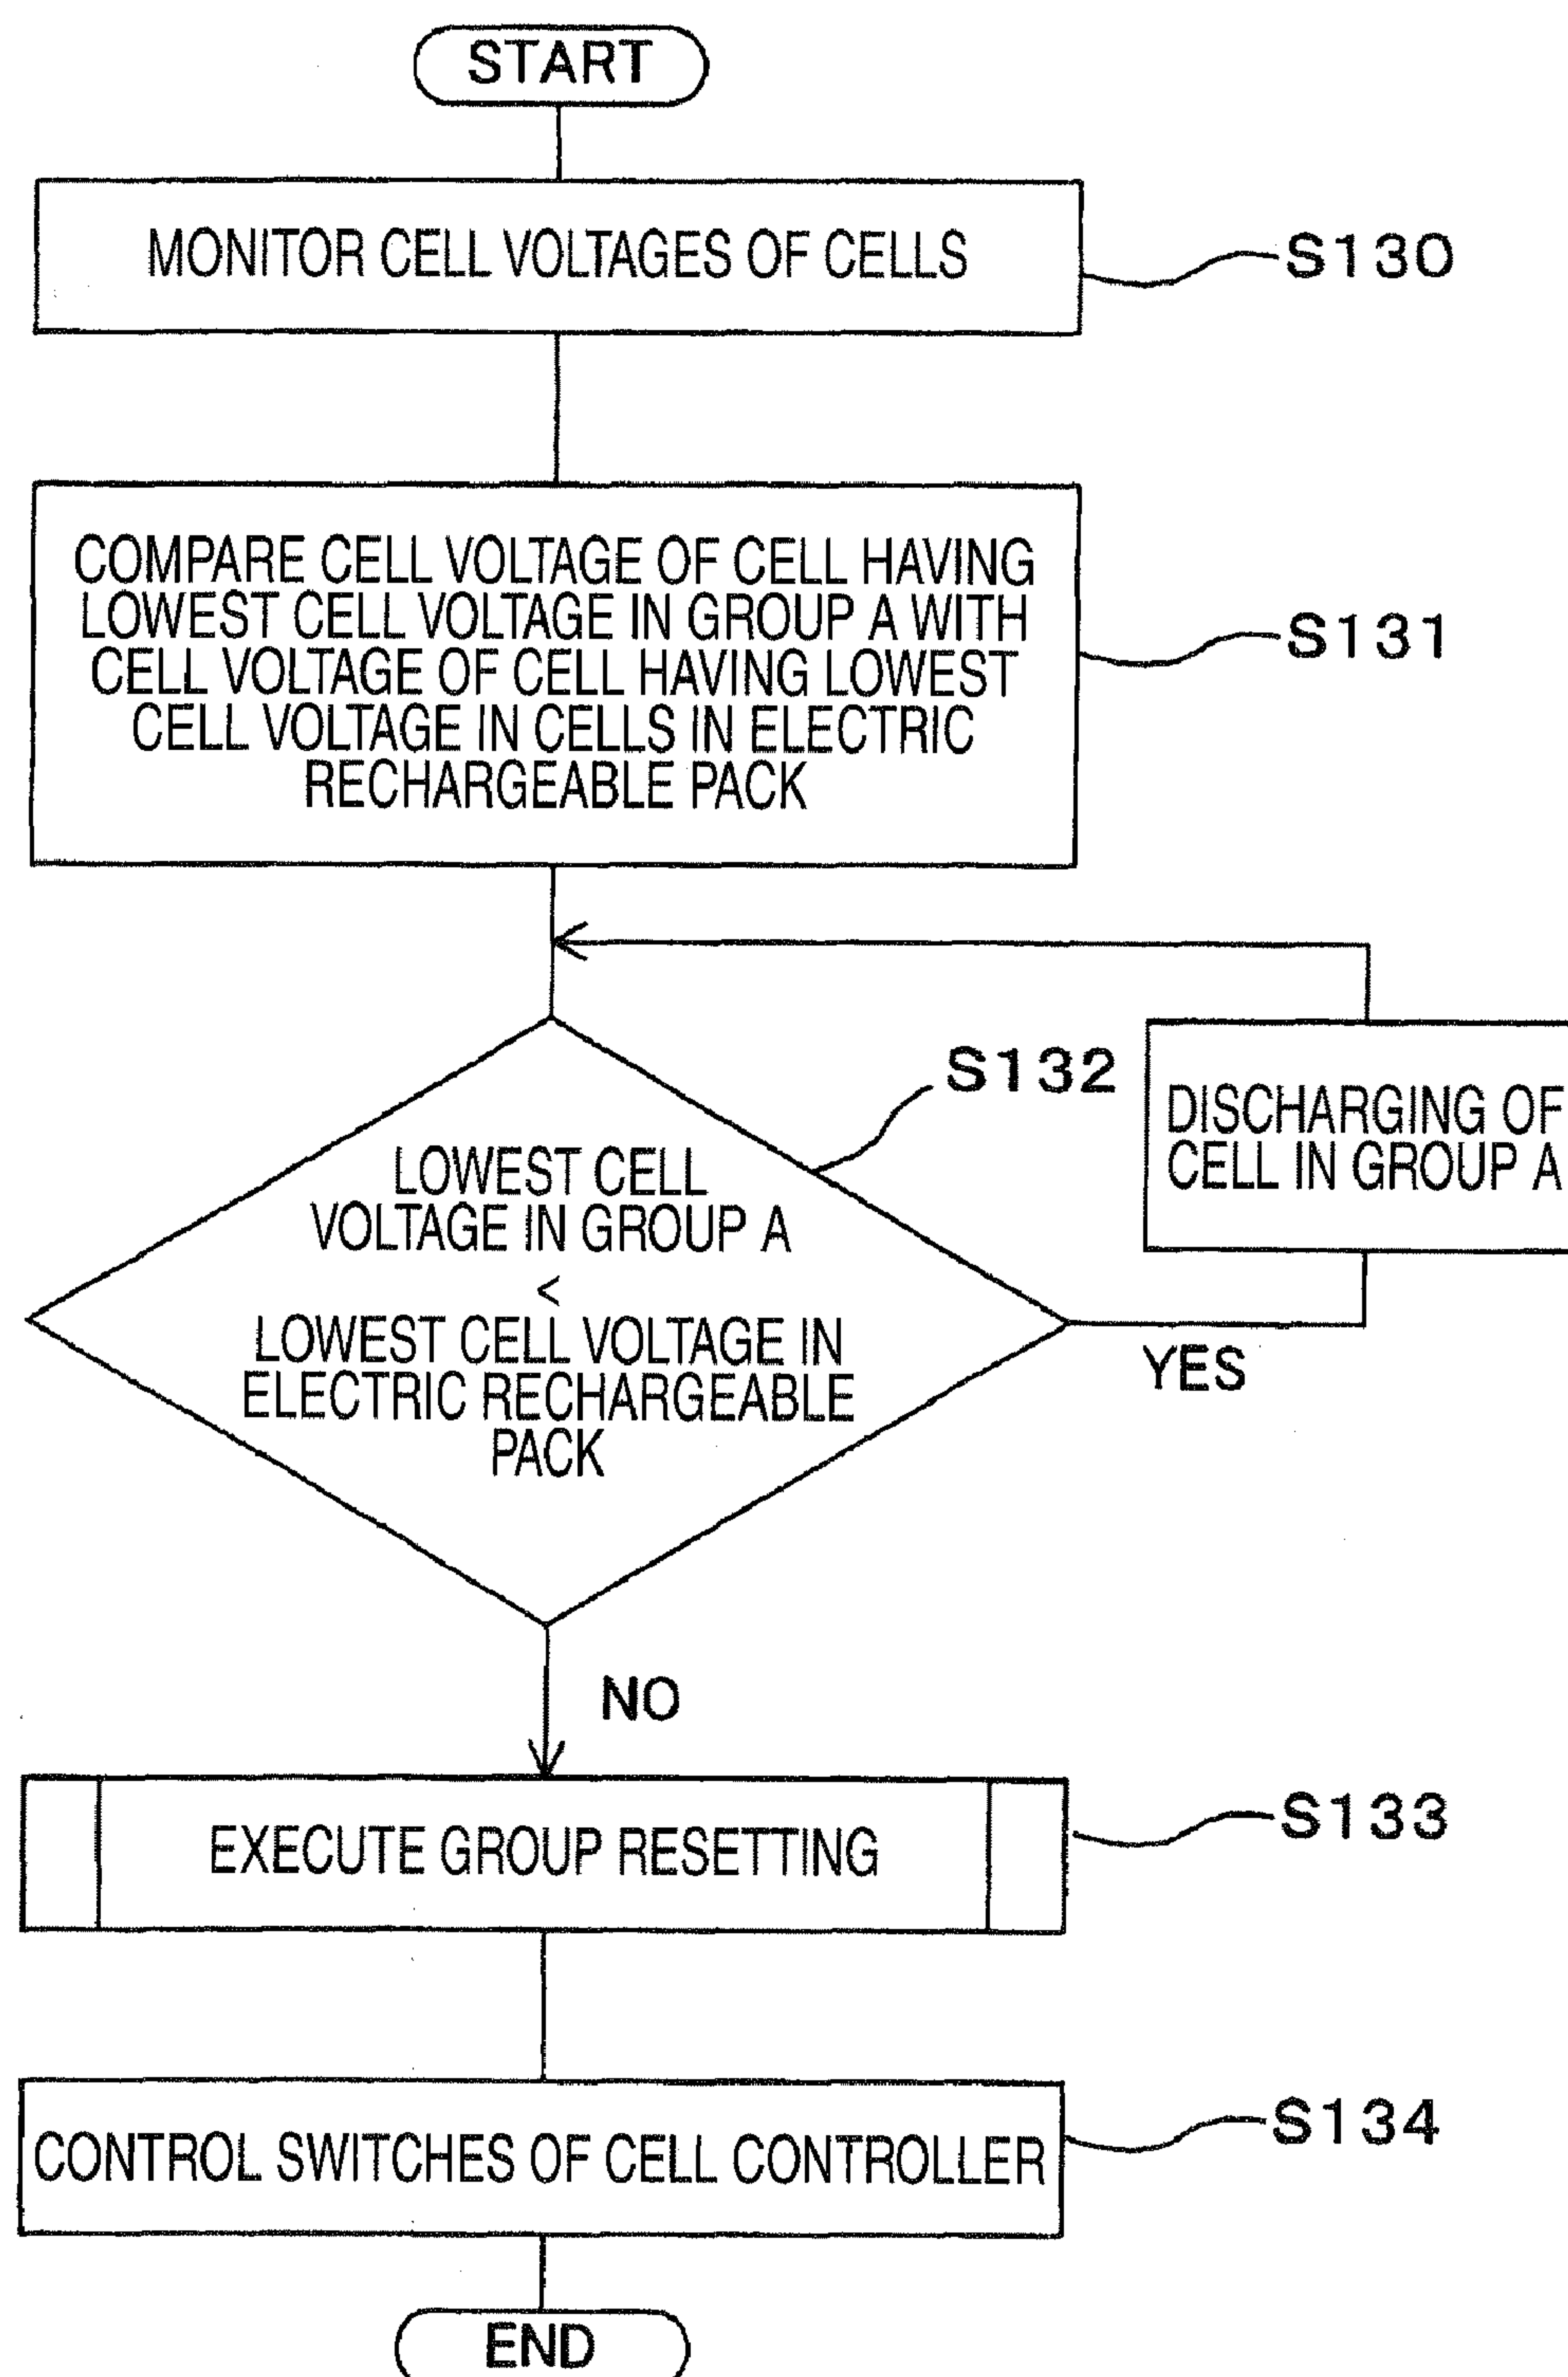 START
MONITOR CELL VOLTAGES OF CELLS
S130
COMPARE CELL VOLTAGE OF CELL HAVING
LOWEST CELL VOLTAGE IN GROUP A WITH
CELL VOLTAGE OF CELL HAVING LOWEST
CELL VOLTAGE IN CELLS IN ELECTRIC
RECHARGEABLE PACK
S131
S132
LOWEST CELL
VOLTAGE IN GROUP A
<
LOWEST CELL VOLTAGE IN
ELECTRIC RECHARGEABLE
PACK
DISCHARGING OF
CELL IN GROUP A
YES
NO
EXECUTE GROUP RESETTING
S133
CONTROL SWITCHES OF CELL CONTROLLER
S134
END